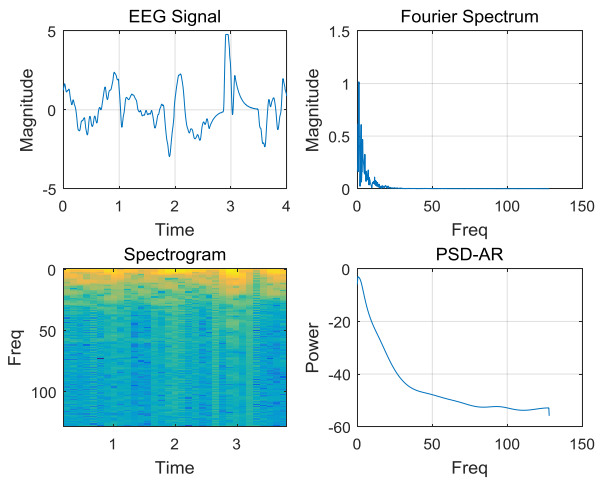 EEG Signal
5
0
-5
0 1 2 3 4
Magnitude
Time
Fourier Spectrum
1.5
1
0.5
0
0 50 100 150
Magnitude
Freq
Spectrogram
0
50
100
1 2 3
Freq
Time
PSD-AR
0
-20
-40
-60
0 50 100 150
Power
Freq